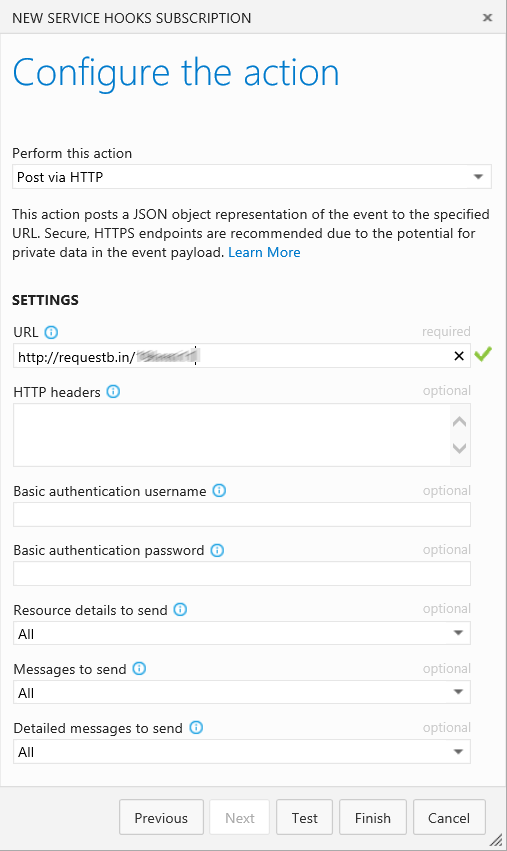 NEW SERVICE HOOKS SUBSCRIPTION
Configure the action
Perform this action
Post via HTTP
This action posts a JSON object representation of the event to the specified
URL. Secure, HTTPS endpoints are recommended due to the potential for
private data in the event payload. Learn More
SETTINGS
URL required
http://requestb.in/
HTTP headers optional
Basic authentication username optional
Basic authentication password optional
Resource details to send optional
All
Messages to send optional
All
Detailed messages to send optional
All
Previous Next Test Finish Cancel